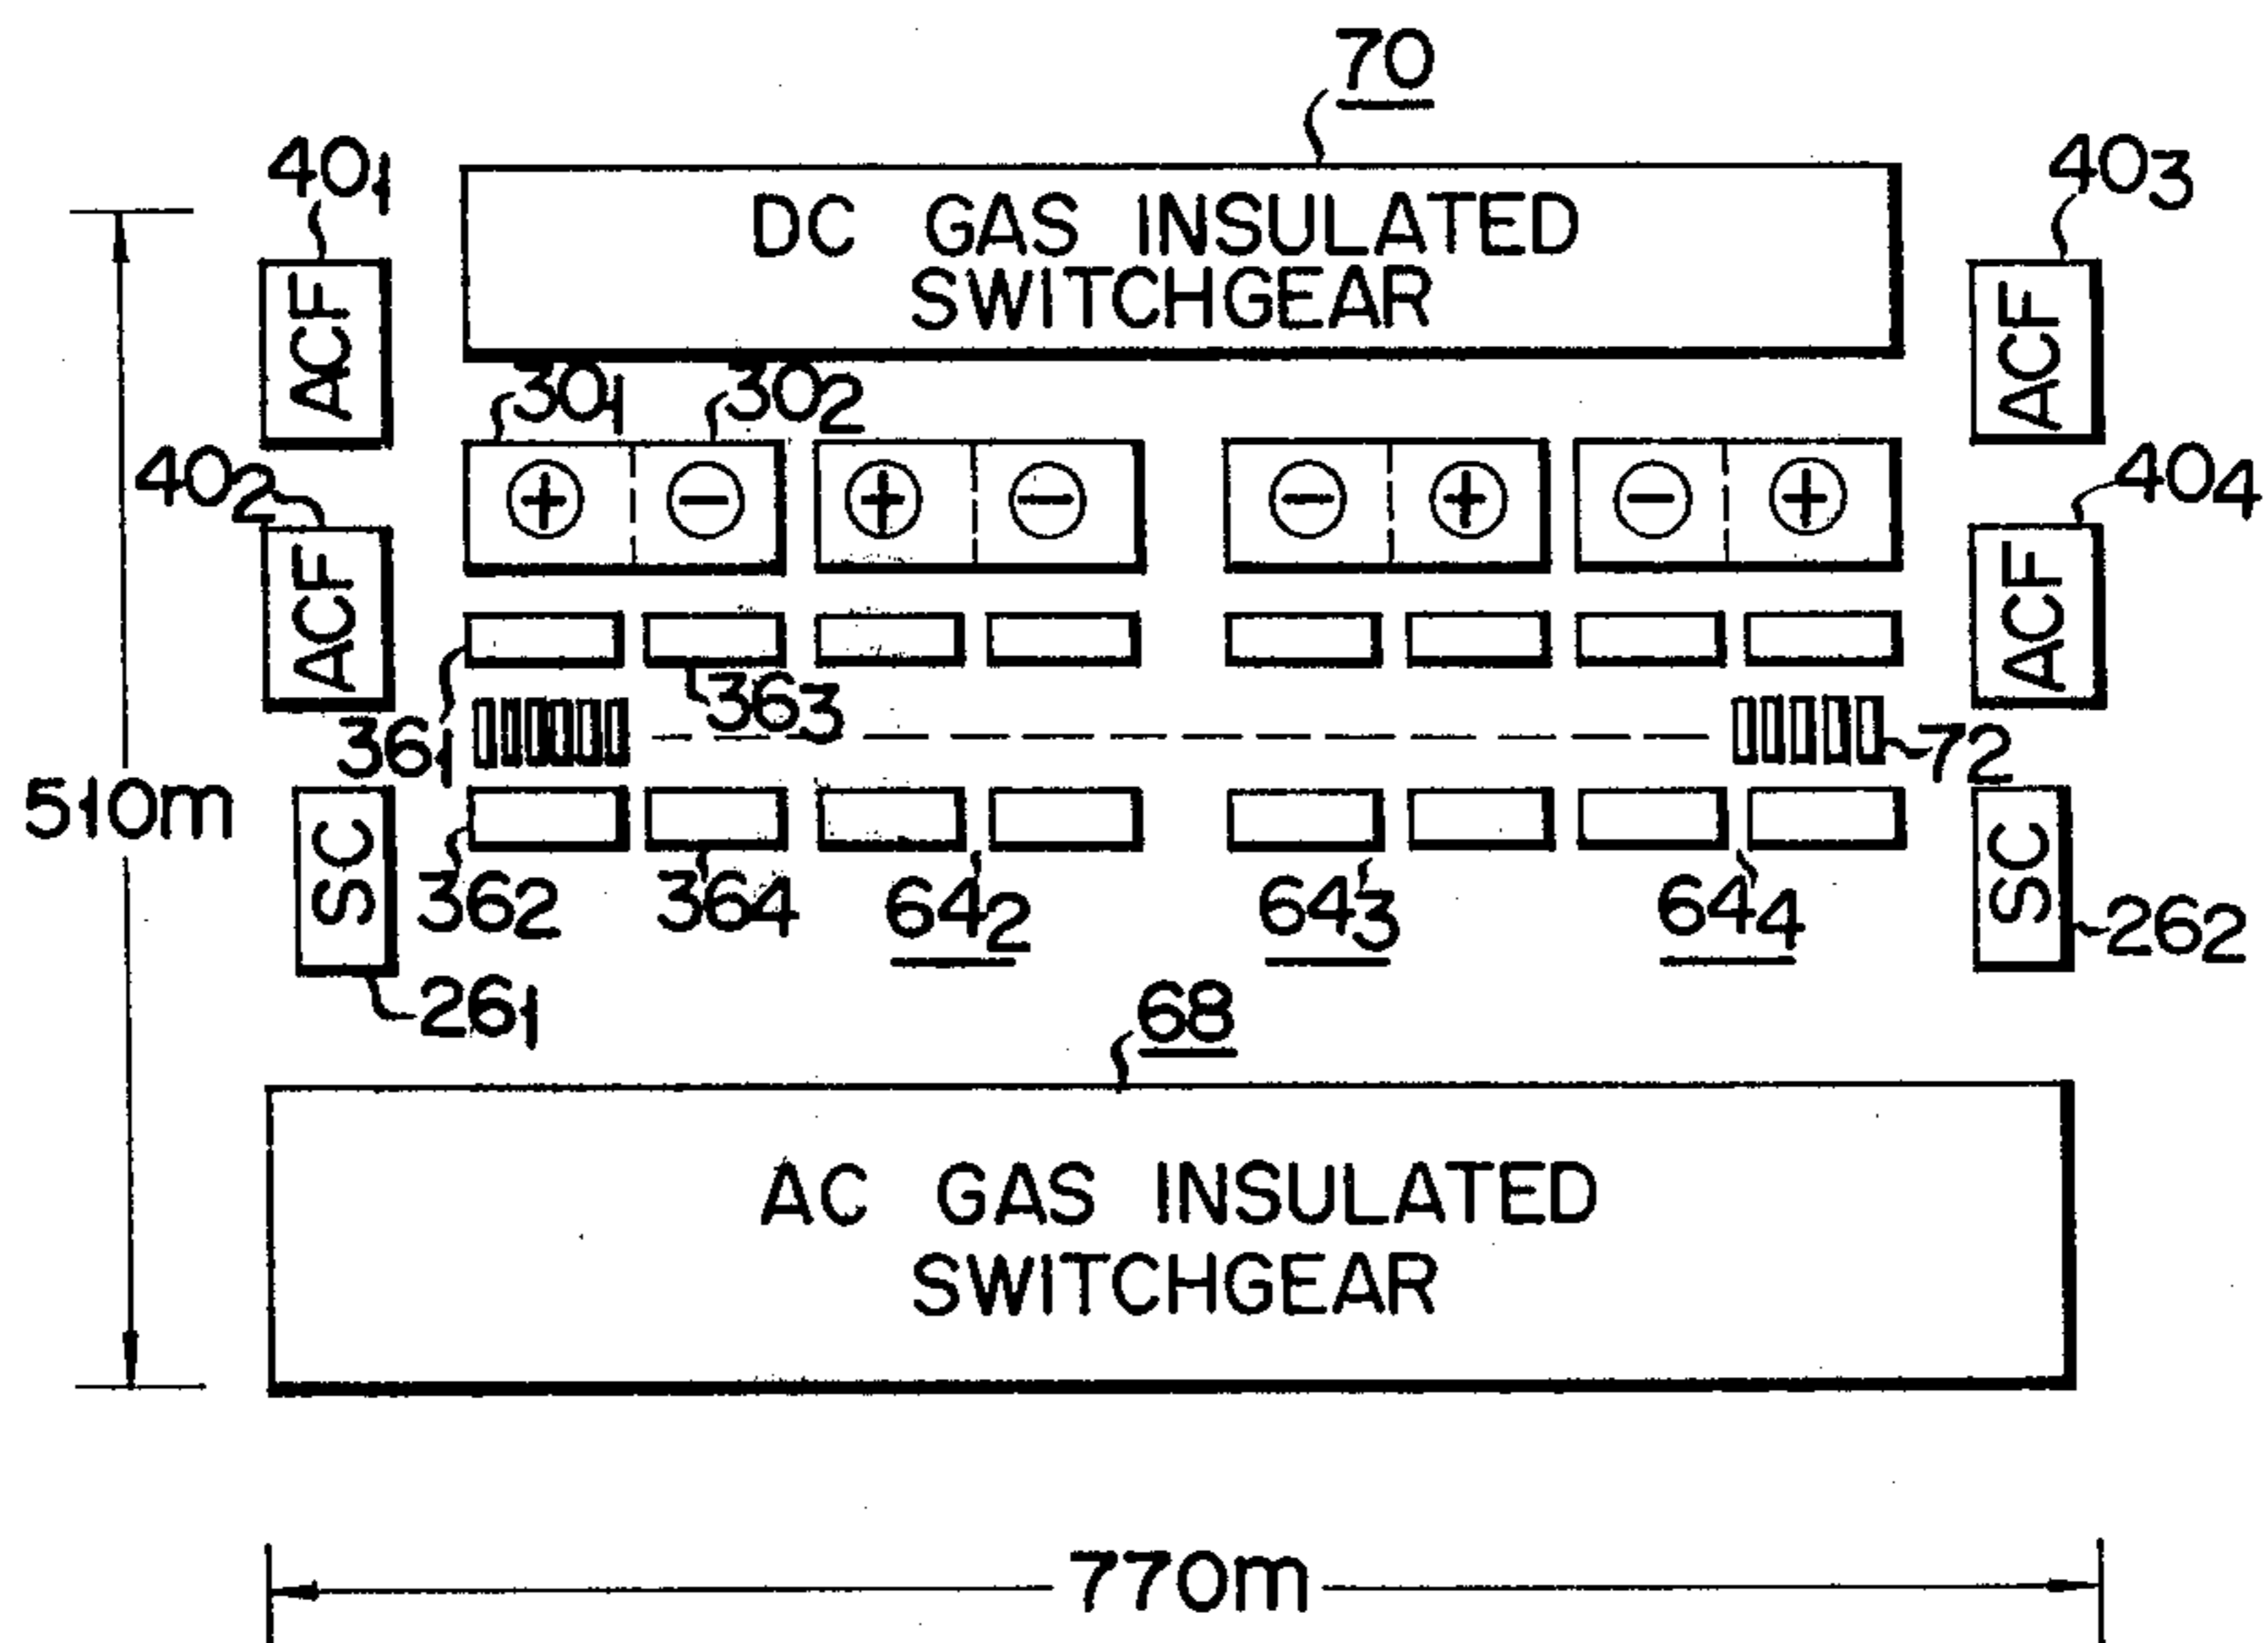 70
40₁
40₃
DC GAS INSULATED
SWITCHGEAR
ACF
ACF
30₁
30₂
40₂
40₄
+
−
+
−
−
+
−
+
ACF
ACF
36₃
36₁
72
510m
SC
SC
36₂
36₄
64₂
64₃
64₄
26₂
26₁
68
AC GAS INSULATED
SWITCHGEAR
770m